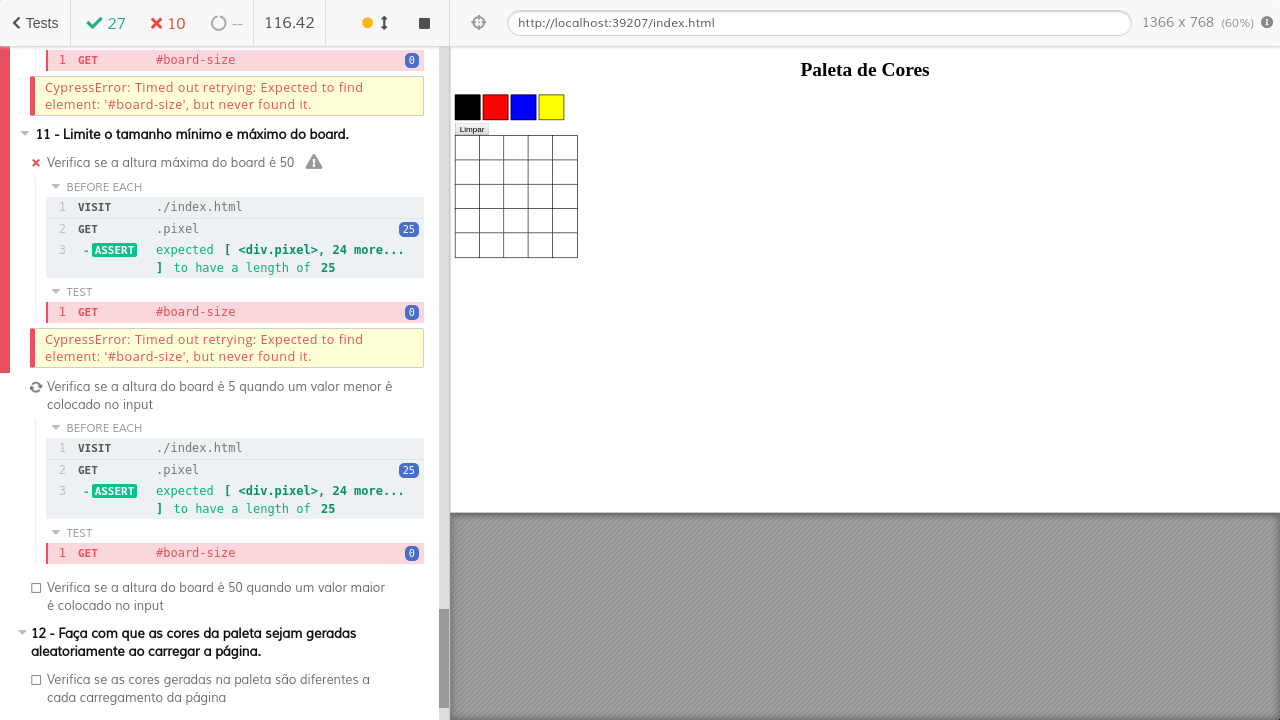 Tests 27 10 -- 116.42
http://localhost:39207/index.html 1366 x 768 (60%)
1 GET #board-size 0
CypressError: Timed out retrying: Expected to find
element: '#board-size', but never found it.
11 - Limite o tamanho mínimo e máximo do board.
Verifica se a altura máxima do board é 50
BEFORE EACH
1 VISIT ./index.html
2 GET .pixel 25
3 -ASSERT expected [ <div.pixel>, 24 more...
] to have a length of 25
TEST
1 GET #board-size 0
CypressError: Timed out retrying: Expected to find
element: '#board-size', but never found it.
Verifica se a altura do board é 5 quando um valor menor é
colocado no input
BEFORE EACH
1 VISIT ./index.html
2 GET .pixel 25
3 -ASSERT expected [ <div.pixel>, 24 more...
] to have a length of 25
TEST
1 GET #board-size 0
Verifica se a altura do board é 50 quando um valor maior
é colocado no input
12 - Faça com que as cores da paleta sejam geradas
aleatoriamente ao carregar a página.
Verifica se as cores geradas na paleta são diferentes a
cada carregamento da página
Paleta de Cores
Limpar